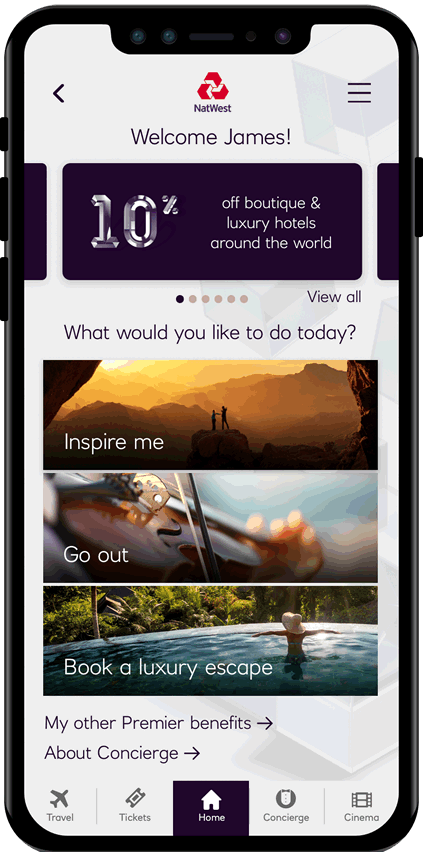 NatWest
Welcome James!
10%
off boutique &
luxury hotels
around the world
View all
What would you like to do today?
Inspire me
Go out
Book a luxury escape
My other Premier benefits →
About Concierge →
Travel
Tickets
Home
Concierge
Cinema